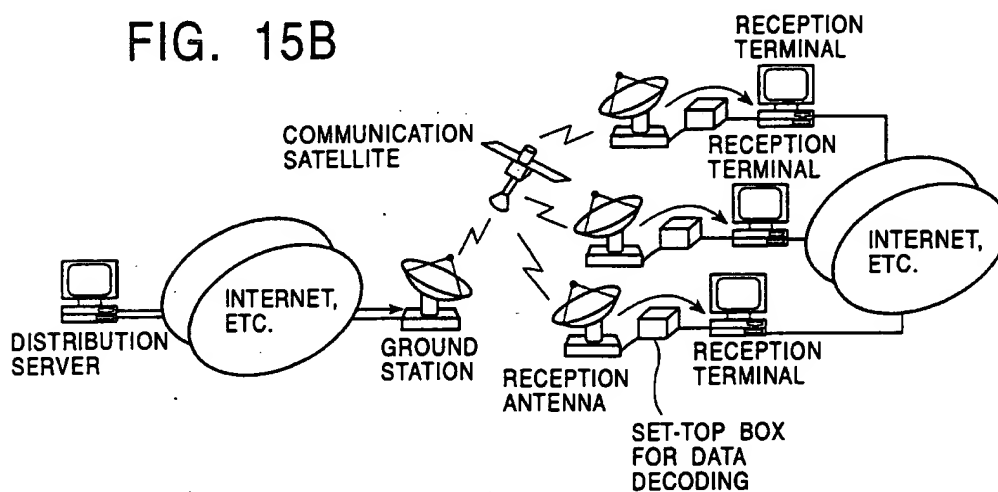 FIG. 15B
RECEPTION
TERMINAL
COMMUNICATION
SATELLITE
RECEPTION
TERMINAL
INTERNET,
ETC.
INTERNET,
ETC.
DISTRIBUTION
SERVER
GROUND
STATION
RECEPTION
ANTENNA
RECEPTION
TERMINAL
SET-TOP BOX
FOR DATA
DECODING